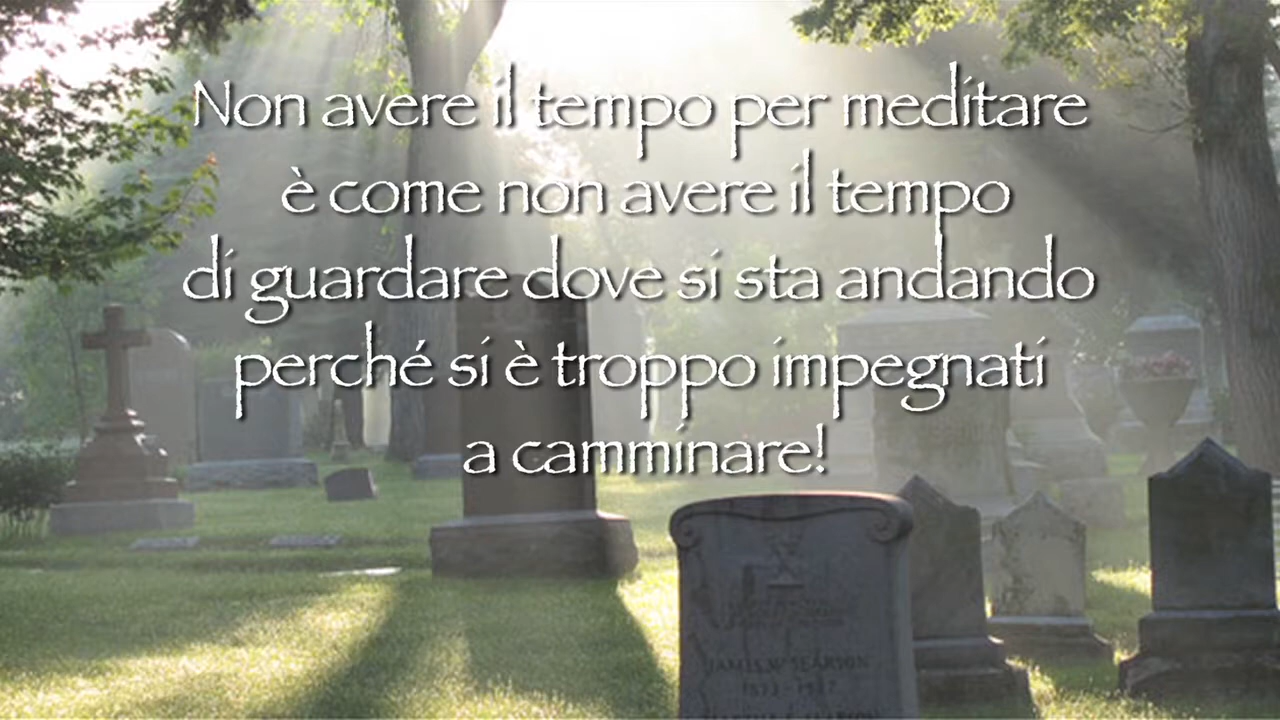 Non avere il tempo per meditare
è come non avere il tempo
di guardare dove si sta andando
perché si è troppo impegnati
a camminare!